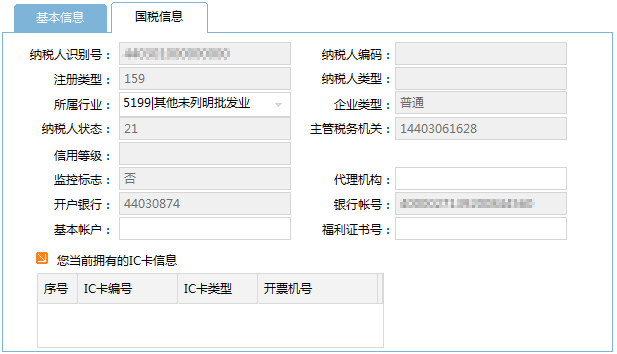 基本信息 国税信息
纳税人识别号： 纳税人编码：
注册类型： 159 纳税人类型：
所属行业： 5199|其他未列明批发业 企业类型： 普通
纳税人状态： 21 主管税务机关： 14403061628
信用等级：
监控标志： 否 代理机构：
开户银行： 44030874 银行帐号：
基本帐户： 福利证书号：
您当前拥有的IC卡信息
序号 IC卡编号 IC卡类型 开票机号